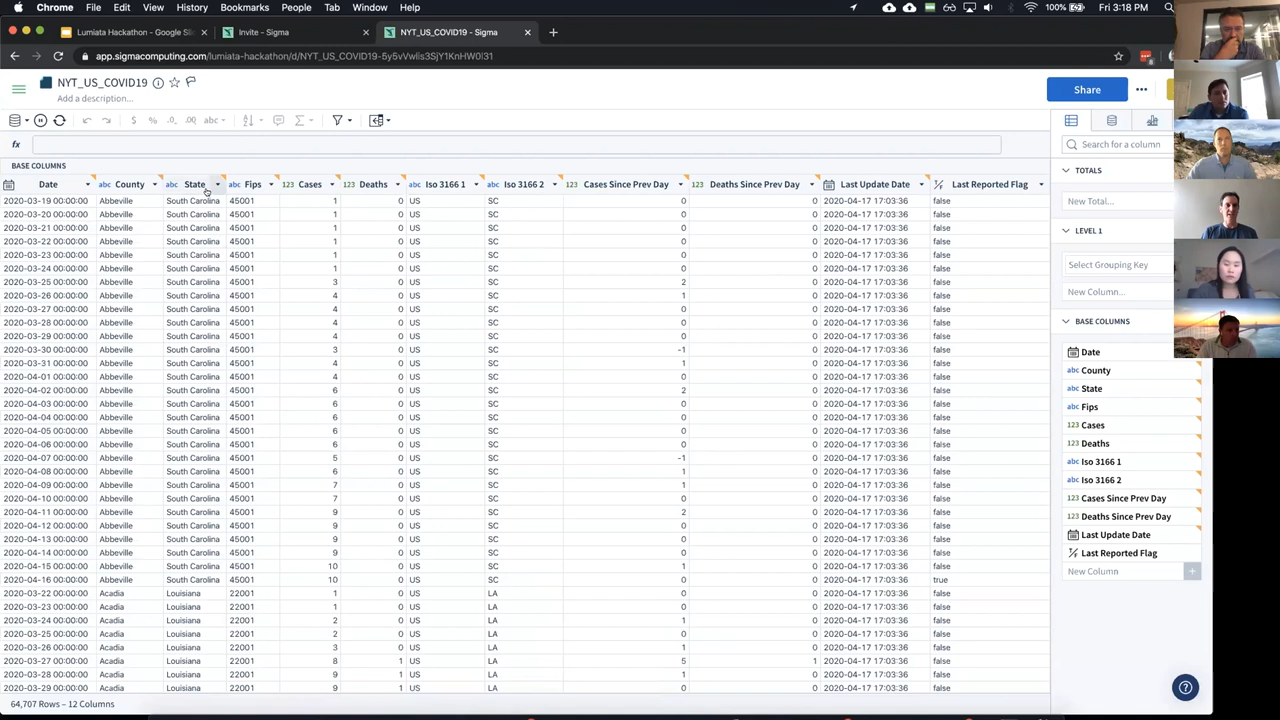 Chrome File Edit View History Bookmarks People Tab Window Help 100% Thu 3:18 PM
Lumiata Hackathon - Google Sli × Invite - Sigma × NYT_US_COVID19 - Sigma × +
app.sigmacomputing.com/lumiata-hackathon/d/NYT_US_COVID19-5y5vVwlis3SjY1KnHW0i31
NYT_US_COVID19
Add a description...
Share
$ % .0, .00, abc
fx
Search for a column
BASE COLUMNS
TOTALS
Date abc County abc State abc Fips 123 Cases 123 Deaths abc Iso 3166 1 abc Iso 3166 2 123 Cases Since Prev Day 123 Deaths Since Prev Day Last Update Date Last Reported Flag
2020-03-19 00:00:00 Abbeville South Carolina 45001 1 0 US SC 0 0 2020-04-17 17:03:36 false
2020-03-20 00:00:00 Abbeville South Carolina 45001 1 0 US SC 0 0 2020-04-17 17:03:36 false
2020-03-21 00:00:00 Abbeville South Carolina 45001 1 0 US SC 0 0 2020-04-17 17:03:36 false
2020-03-22 00:00:00 Abbeville South Carolina 45001 1 0 US SC 0 0 2020-04-17 17:03:36 false
2020-03-23 00:00:00 Abbeville South Carolina 45001 1 0 US SC 0 0 2020-04-17 17:03:36 false
2020-03-24 00:00:00 Abbeville South Carolina 45001 1 0 US SC 0 0 2020-04-17 17:03:36 false
2020-03-25 00:00:00 Abbeville South Carolina 45001 3 0 US SC 2 0 2020-04-17 17:03:36 false
2020-03-26 00:00:00 Abbeville South Carolina 45001 4 0 US SC 1 0 2020-04-17 17:03:36 false
2020-03-27 00:00:00 Abbeville South Carolina 45001 4 0 US SC 0 0 2020-04-17 17:03:36 false
2020-03-28 00:00:00 Abbeville South Carolina 45001 4 0 US SC 0 0 2020-04-17 17:03:36 false
2020-03-29 00:00:00 Abbeville South Carolina 45001 4 0 US SC 0 0 2020-04-17 17:03:36 false
2020-03-30 00:00:00 Abbeville South Carolina 45001 3 0 US SC -1 0 2020-04-17 17:03:36 false
2020-03-31 00:00:00 Abbeville South Carolina 45001 4 0 US SC 1 0 2020-04-17 17:03:36 false
2020-04-01 00:00:00 Abbeville South Carolina 45001 4 0 US SC 0 0 2020-04-17 17:03:36 false
2020-04-02 00:00:00 Abbeville South Carolina 45001 6 0 US SC 2 0 2020-04-17 17:03:36 false
2020-04-03 00:00:00 Abbeville South Carolina 45001 6 0 US SC 0 0 2020-04-17 17:03:36 false
2020-04-04 00:00:00 Abbeville South Carolina 45001 6 0 US SC 0 0 2020-04-17 17:03:36 false
2020-04-05 00:00:00 Abbeville South Carolina 45001 6 0 US SC 0 0 2020-04-17 17:03:36 false
2020-04-06 00:00:00 Abbeville South Carolina 45001 6 0 US SC 0 0 2020-04-17 17:03:36 false
2020-04-07 00:00:00 Abbeville South Carolina 45001 5 0 US SC -1 0 2020-04-17 17:03:36 false
2020-04-08 00:00:00 Abbeville South Carolina 45001 6 0 US SC 1 0 2020-04-17 17:03:36 false
2020-04-09 00:00:00 Abbeville South Carolina 45001 7 0 US SC 1 0 2020-04-17 17:03:36 false
2020-04-10 00:00:00 Abbeville South Carolina 45001 7 0 US SC 0 0 2020-04-17 17:03:36 false
2020-04-11 00:00:00 Abbeville South Carolina 45001 9 0 US SC 2 0 2020-04-17 17:03:36 false
2020-04-12 00:00:00 Abbeville South Carolina 45001 9 0 US SC 0 0 2020-04-17 17:03:36 false
2020-04-13 00:00:00 Abbeville South Carolina 45001 9 0 US SC 0 0 2020-04-17 17:03:36 false
2020-04-14 00:00:00 Abbeville South Carolina 45001 9 0 US SC 0 0 2020-04-17 17:03:36 false
2020-04-15 00:00:00 Abbeville South Carolina 45001 10 0 US SC 1 0 2020-04-17 17:03:36 false
2020-04-16 00:00:00 Abbeville South Carolina 45001 10 0 US SC 0 0 2020-04-17 17:03:36 true
2020-03-22 00:00:00 Acadia Louisiana 22001 1 0 US LA 0 0 2020-04-17 17:03:36 false
2020-03-23 00:00:00 Acadia Louisiana 22001 1 0 US LA 0 0 2020-04-17 17:03:36 false
2020-03-24 00:00:00 Acadia Louisiana 22001 2 0 US LA 1 0 2020-04-17 17:03:36 false
2020-03-25 00:00:00 Acadia Louisiana 22001 2 0 US LA 0 0 2020-04-17 17:03:36 false
2020-03-26 00:00:00 Acadia Louisiana 22001 3 0 US LA 1 0 2020-04-17 17:03:36 false
2020-03-27 00:00:00 Acadia Louisiana 22001 8 1 US LA 5 1 2020-04-17 17:03:36 false
2020-03-28 00:00:00 Acadia Louisiana 22001 9 1 US LA 1 0 2020-04-17 17:03:36 false
2020-03-29 00:00:00 Acadia Louisiana 22001 9 1 US LA 0 0 2020-04-17 17:03:36 false
64,707 Rows – 12 Columns
New Total...
LEVEL 1
Select Grouping Key
New Column...
BASE COLUMNS
Date
abc County
abc State
abc Fips
123 Cases
123 Deaths
abc Iso 3166 1
abc Iso 3166 2
123 Cases Since Prev Day
123 Deaths Since Prev Day
Last Update Date
Last Reported Flag
New Column +